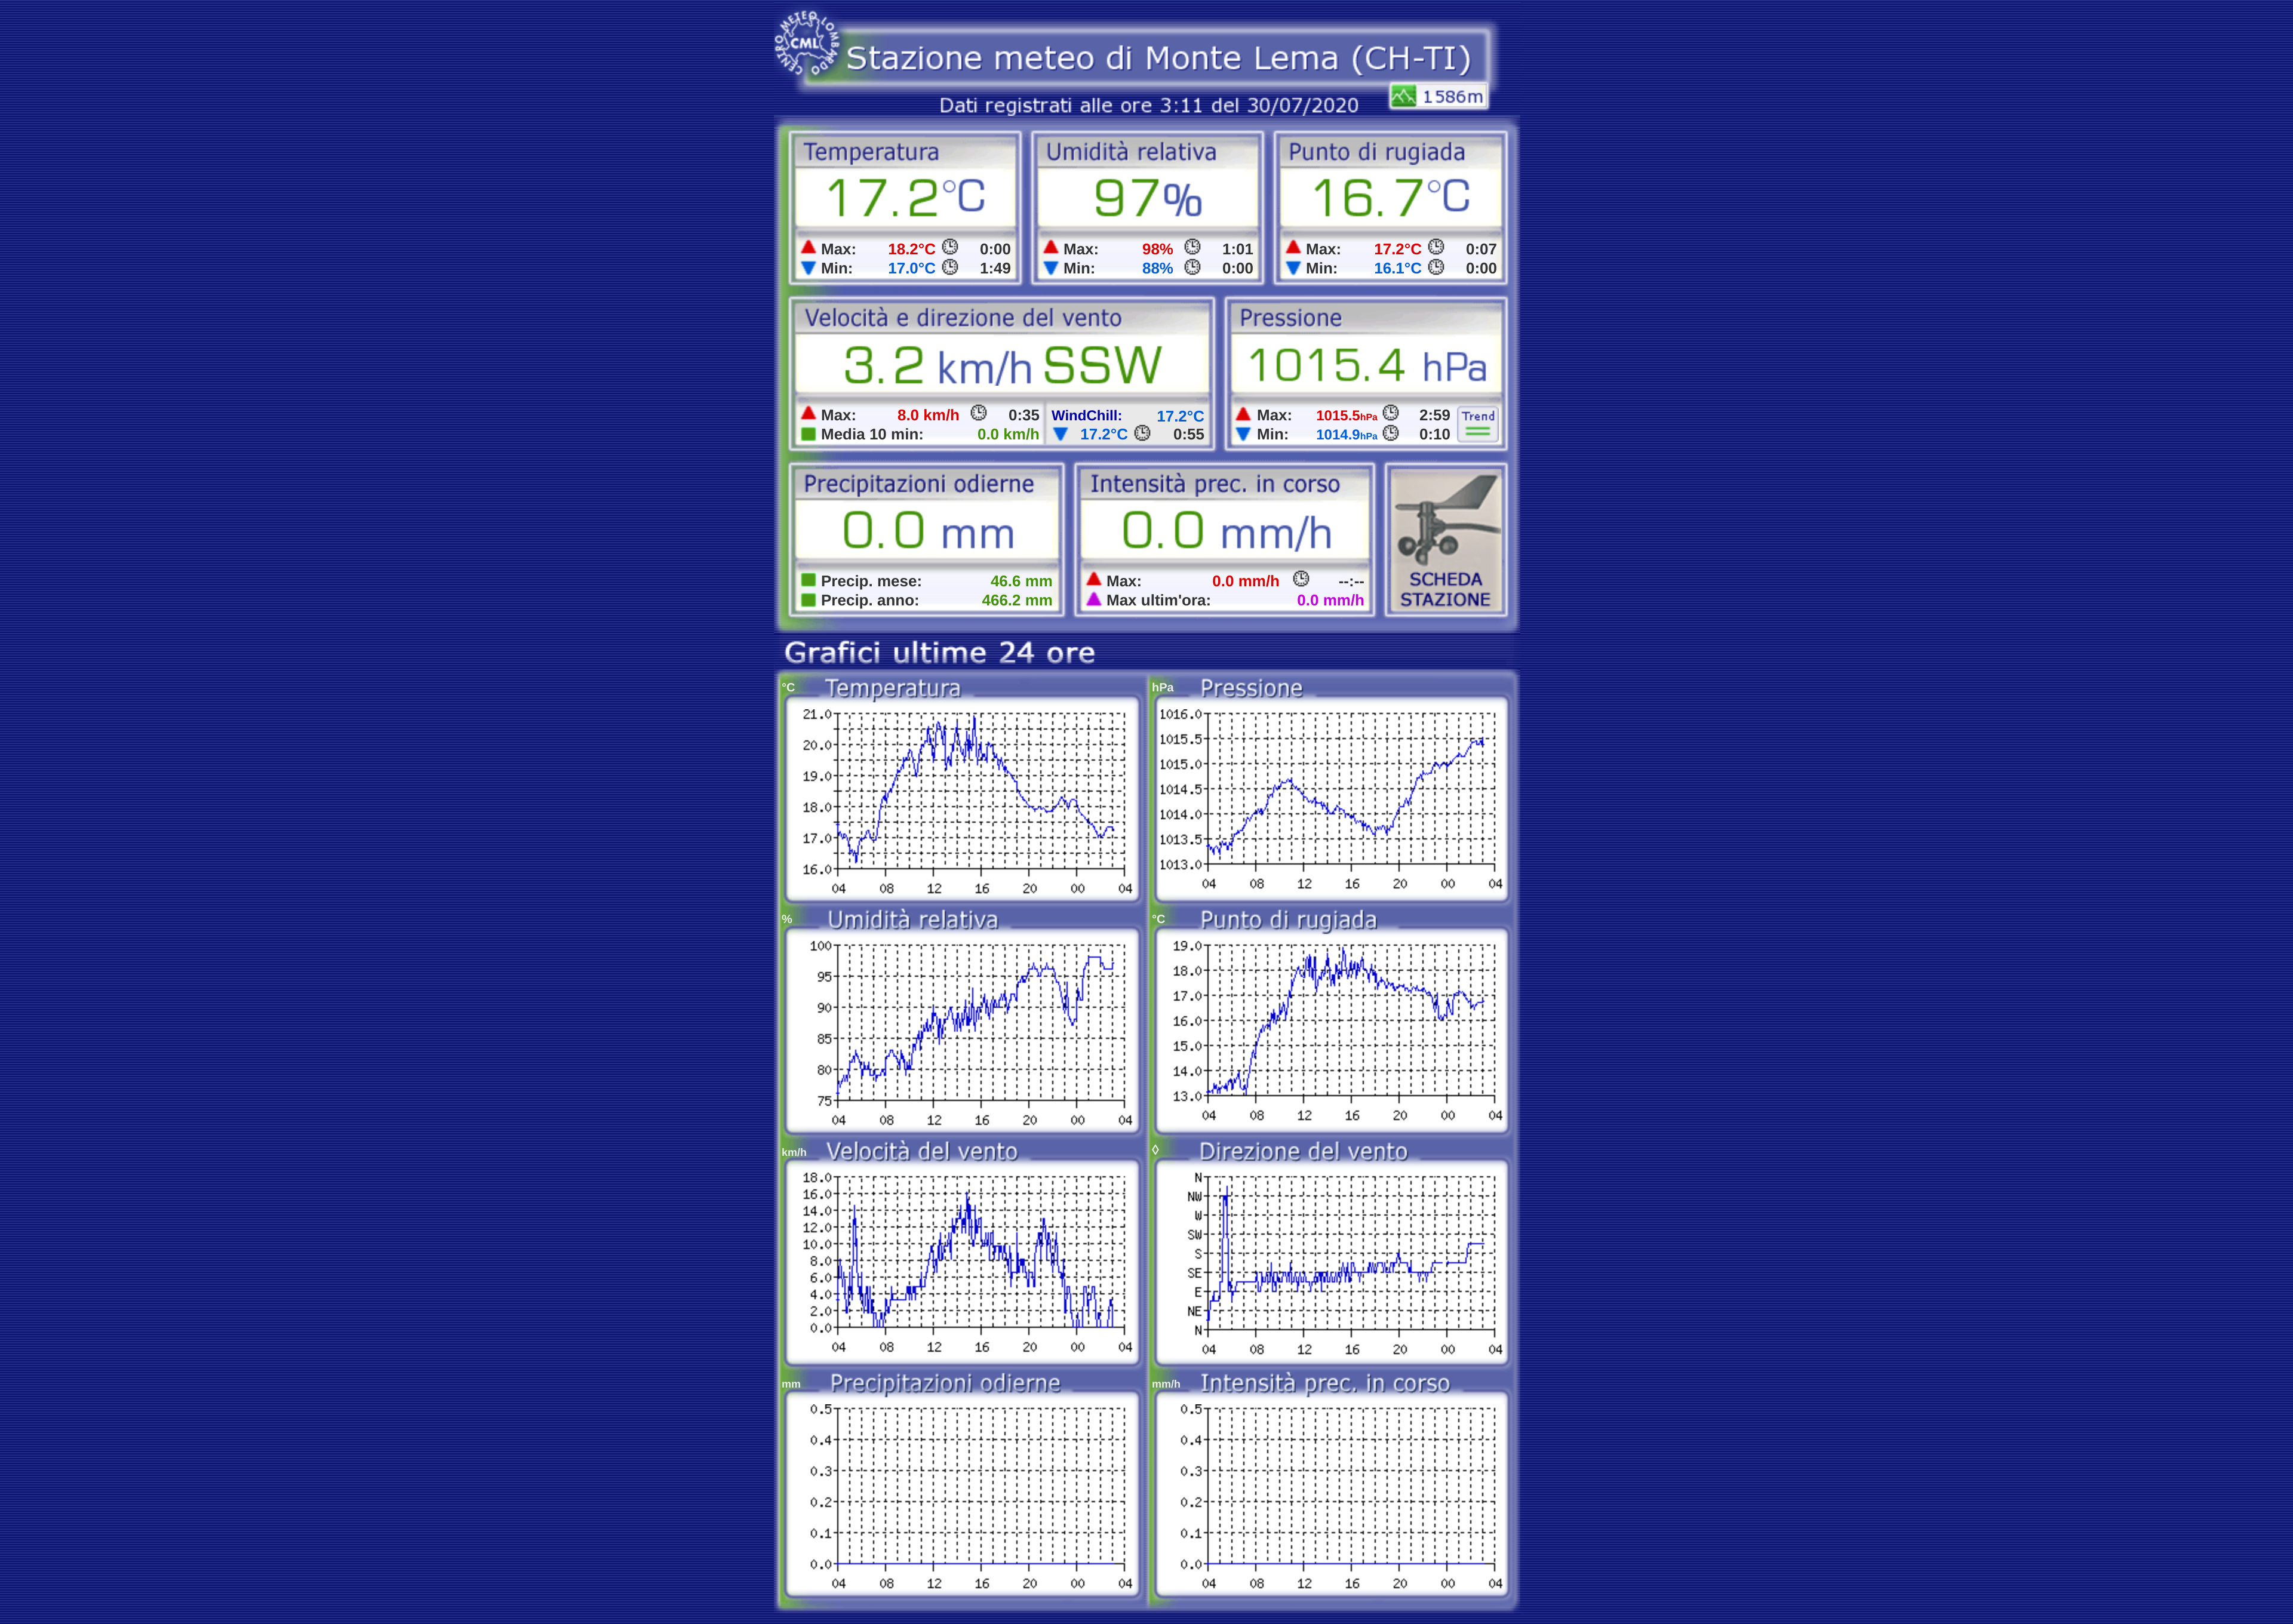 CENTRO METEO LOMBARDO
CML
Stazione meteo di Monte Lema (CH-TI)
1586m
Dati registrati alle ore 3:11 del 30/07/2020
Temperatura
17.2°C
Max: 18.2°C 0:00
Min: 17.0°C 1:49
Umidità relativa
97%
Max: 98% 1:01
Min: 88% 0:00
Punto di rugiada
16.7°C
Max: 17.2°C 0:07
Min: 16.1°C 0:00
Velocità e direzione del vento
3.2 km/h SSW
Max: 8.0 km/h 0:35
Media 10 min: 0.0 km/h
WindChill: 17.2°C
17.2°C 0:55
Pressione
1015.4 hPa
Max: 1015.5hPa 2:59
Min: 1014.9hPa 0:10
Trend
Precipitazioni odierne
0.0 mm
Precip. mese: 46.6 mm
Precip. anno: 466.2 mm
Intensità prec. in corso
0.0 mm/h
Max: 0.0 mm/h --:--
Max ultim'ora: 0.0 mm/h
SCHEDA
STAZIONE
Grafici ultime 24 ore
°C Temperatura
21.0
20.0
19.0
18.0
17.0
16.0
04 08 12 16 20 00 04
hPa Pressione
1016.0
1015.5
1015.0
1014.5
1014.0
1013.5
1013.0
04 08 12 16 20 00 04
% Umidità relativa
100
95
90
85
80
75
04 08 12 16 20 00 04
°C Punto di rugiada
19.0
18.0
17.0
16.0
15.0
14.0
13.0
04 08 12 16 20 00 04
km/h Velocità del vento
18.0
16.0
14.0
12.0
10.0
8.0
6.0
4.0
2.0
0.0
04 08 12 16 20 00 04
◊ Direzione del vento
N
NW
W
SW
S
SE
E
NE
N
04 08 12 16 20 00 04
mm Precipitazioni odierne
0.5
0.4
0.3
0.2
0.1
0.0
04 08 12 16 20 00 04
mm/h Intensità prec. in corso
0.5
0.4
0.3
0.2
0.1
0.0
04 08 12 16 20 00 04